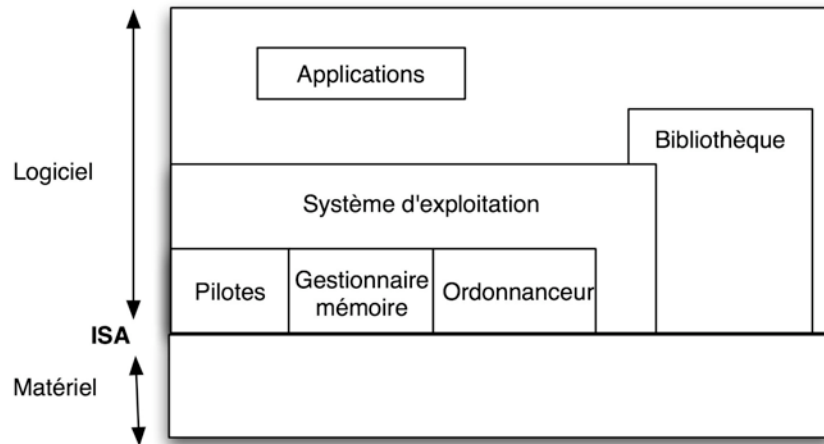 Applications
Bibliothèque
Logiciel
Système d'exploitation
Pilotes
Gestionnaire
mémoire
Ordonnanceur
ISA
Matériel